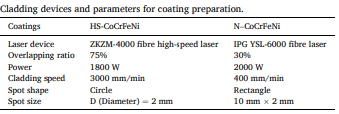 Cladding devices and parameters for coating preparation.
Coatings HS-CoCrFeNi N–CoCrFeNi
Laser device ZKZM-4000 fibre high-speed laser IPG YSL-6000 fibre laser
Overlapping ratio 75% 30%
Power 1800 W 2000 W
Cladding speed 3000 mm/min 400 mm/min
Spot shape Circle Rectangle
Spot size D (Diameter) = 2 mm 10 mm × 2 mm